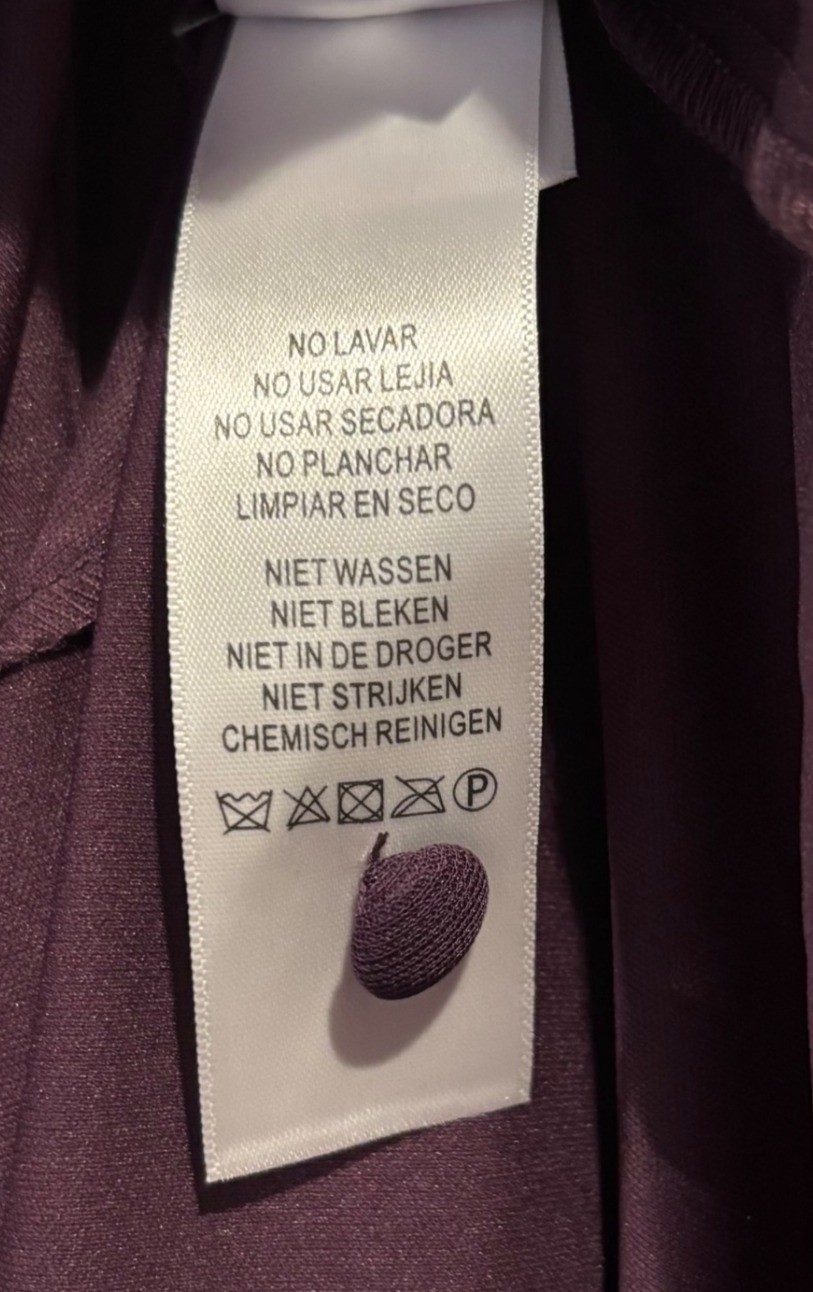 NO LAVAR
NO USAR LEJIA
NO USAR SECADORA
NO PLANCHAR
LIMPIAR EN SECO
NIET WASSEN
NIET BLEKEN
NIET IN DE DROGER
NIET STRIJKEN
CHEMISCH REINIGEN
P